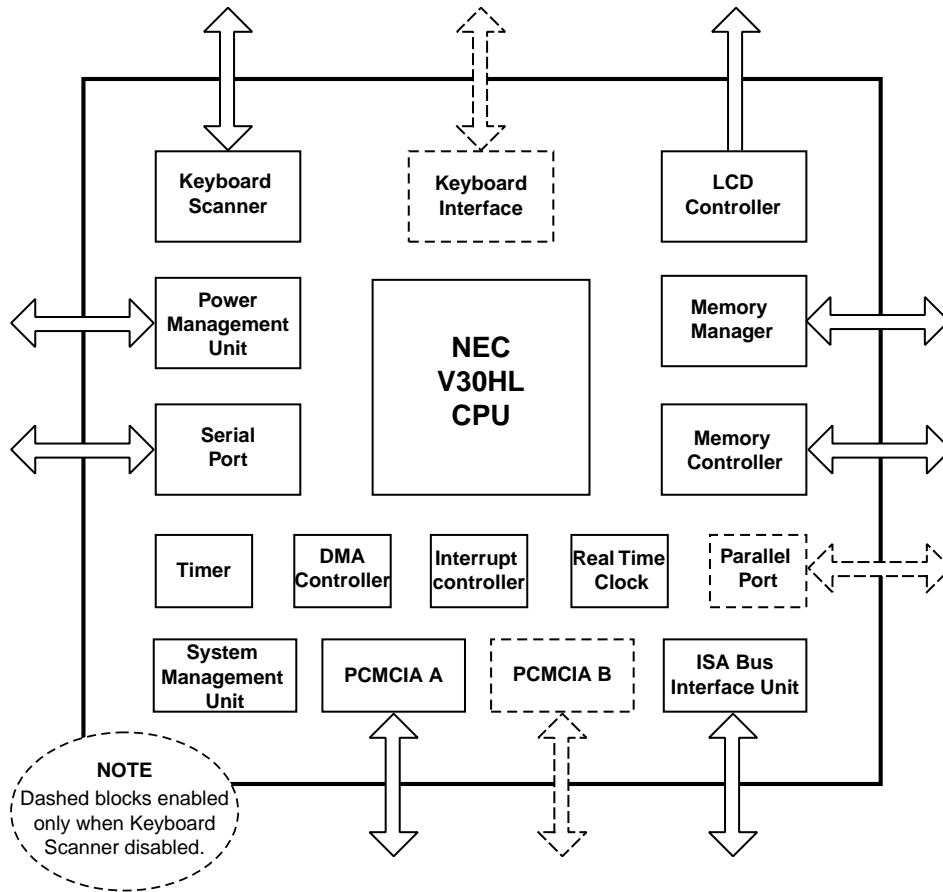 Keyboard
Scanner
Keyboard
Interface
LCD
Controller
Power
Management
Unit
NEC
V30HL
CPU
Memory
Manager
Serial
Port
Memory
Controller
Timer
DMA
Controller
Interrupt
controller
Real Time
Clock
Parallel
Port
System
Management
Unit
PCMCIA A
PCMCIA B
ISA Bus
Interface Unit
NOTE
Dashed blocks enabled
only when Keyboard
Scanner disabled.